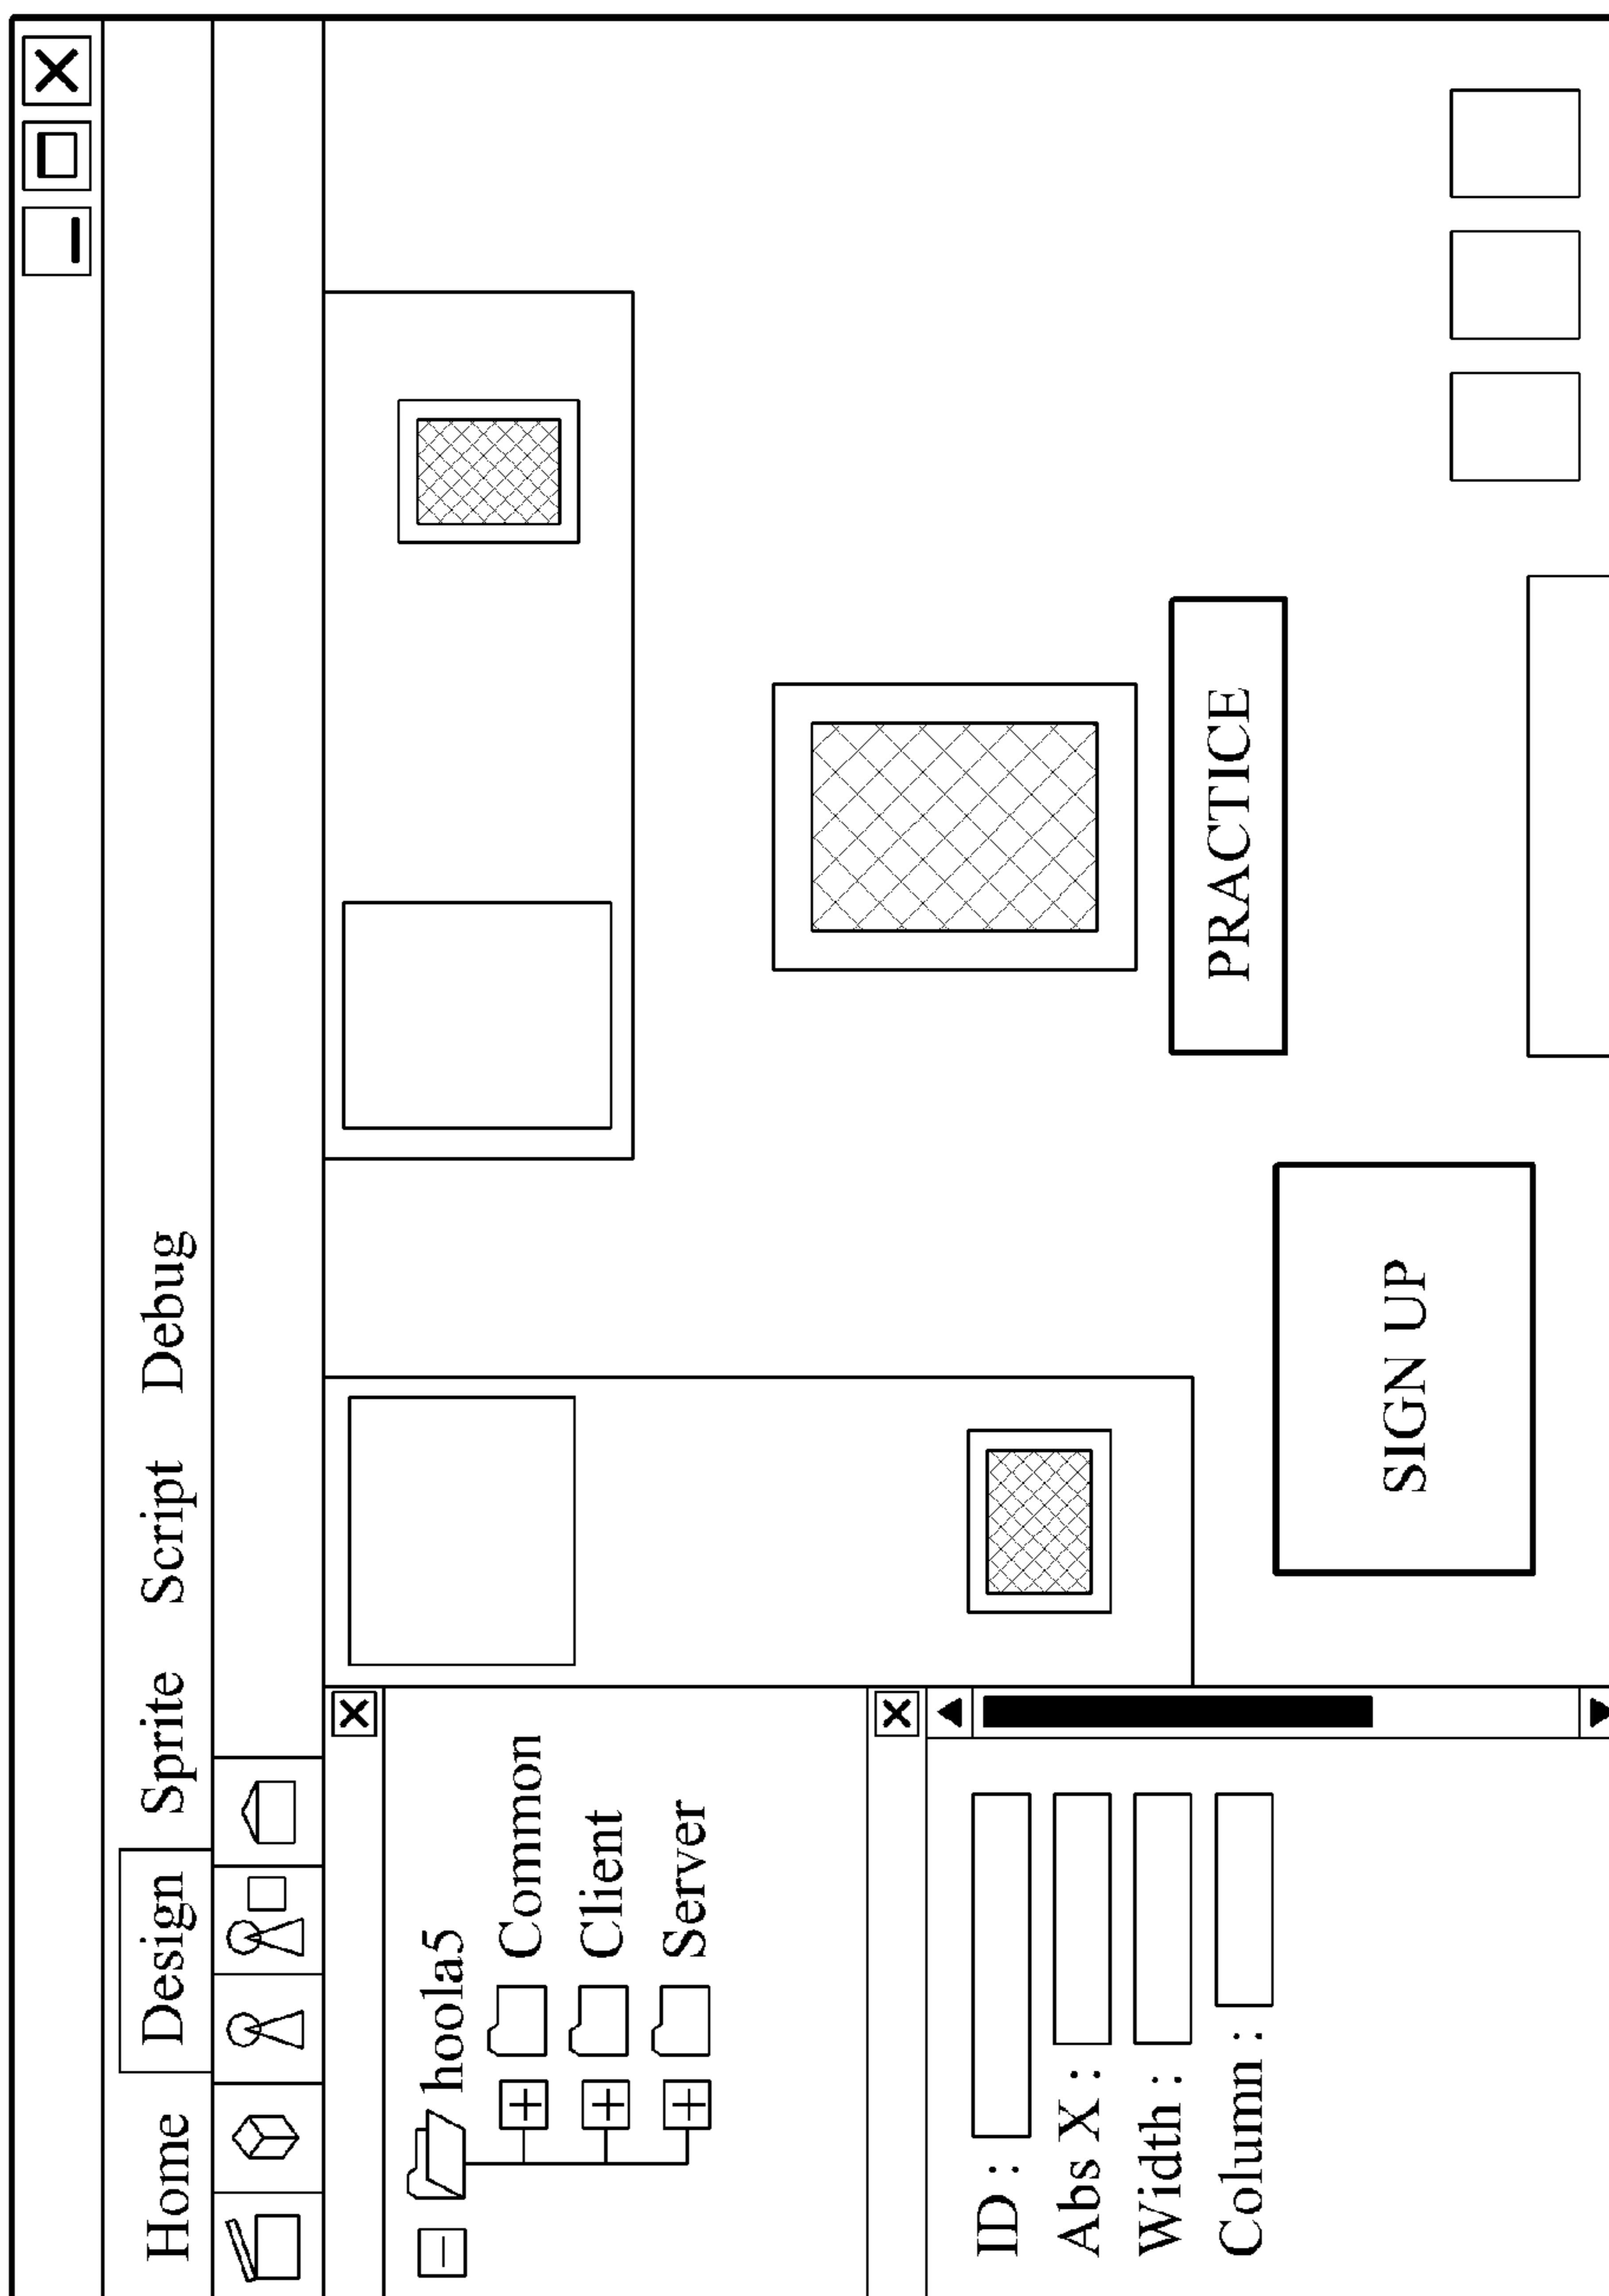 Home Design Sprite Script Debug
hoola5
Common
Client
Server
ID :
Abs X :
Width :
Column :
PRACTICE
SIGN UP